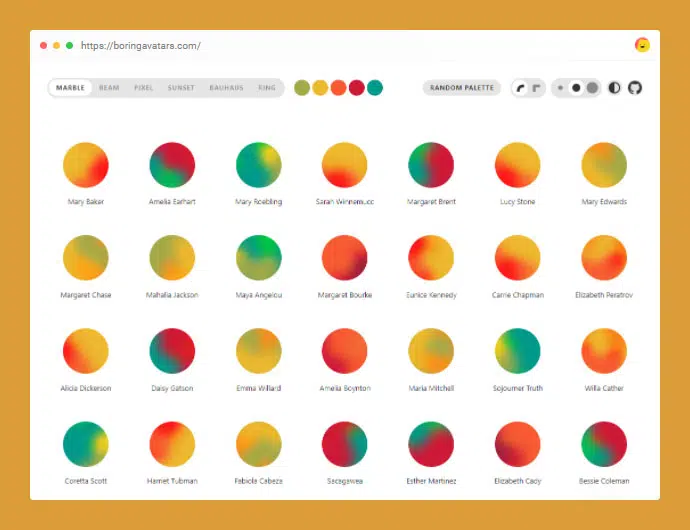 https://boringavatars.com/
MARBLE BEAM PIXEL SUNSET BAUHAUS RING RANDOM PALETTE
Mary Baker Amelia Earhart Mary Roebling Sarah Winnemucc Margaret Brent Lucy Stone Mary Edwards
Margaret Chase Mahalia Jackson Maya Angelou Margaret Bourke Eunice Kennedy Carrie Chapman Elizabeth Peratrov
Alicia Dickerson Daisy Gatson Emma Willard Amelia Boynton Maria Mitchell Sojourner Truth Willa Cather
Coretta Scott Harriet Tubman Fabiola Cabeza Sacagawea Esther Martinez Elizabeth Cady Bessie Coleman